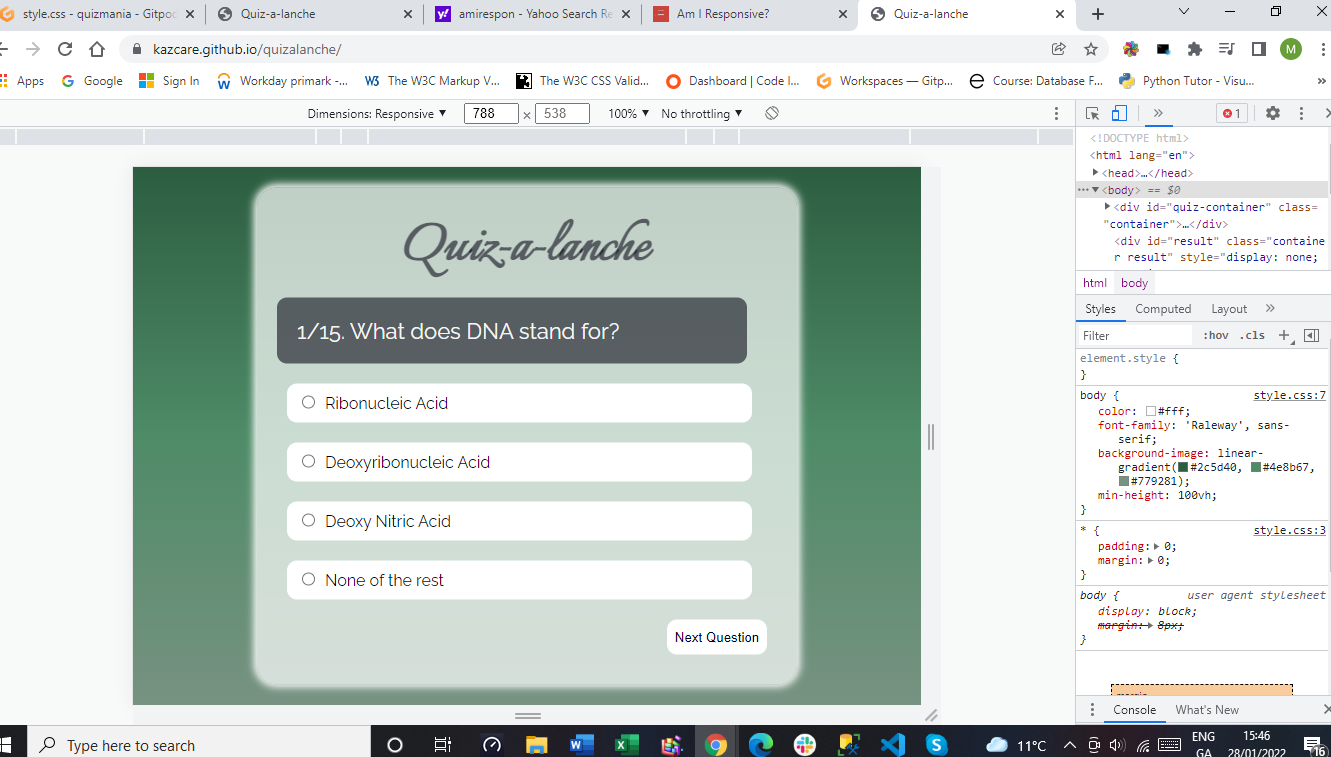 style.css - quizmania - Gitpoc
Quiz-a-lanche
amirespon - Yahoo Search Re
Am I Responsive?
Quiz-a-lanche
kazcare.github.io/quizalanche/
M
Apps
Google
Sign In
Workday primark -...
The W3C Markup V...
The W3C CSS Valid...
Dashboard | Code I...
Workspaces — Gitp...
Course: Database F...
Python Tutor - Visu...
»
Dimensions: Responsive ▼ 788 × 538 100% ▼ No throttling ▼
» 1
<!DOCTYPE html>
<html lang="en">
<head>…</head>
<body> == $0
<div id="quiz-container" class=
"container">…</div>
<div id="result" class="containe
r result" style="display: none;
html body
Styles Computed Layout »
Filter :hov .cls +
element.style {
}
body { style.css:7
color: #fff;
font-family: 'Raleway', sans-
serif;
background-image: linear-
gradient(#2c5d40, #4e8b67,
#779281);
min-height: 100vh;
}
* { style.css:3
padding: 0;
margin: 0;
}
body { user agent stylesheet
display: block;
margin: 8px;
}
Console What's New
Quiz-a-lanche
1/15. What does DNA stand for?
Ribonucleic Acid
Deoxyribonucleic Acid
Deoxy Nitric Acid
None of the rest
Next Question
Type here to search
11°C
ENG
GA
15:46
28/01/2022
16